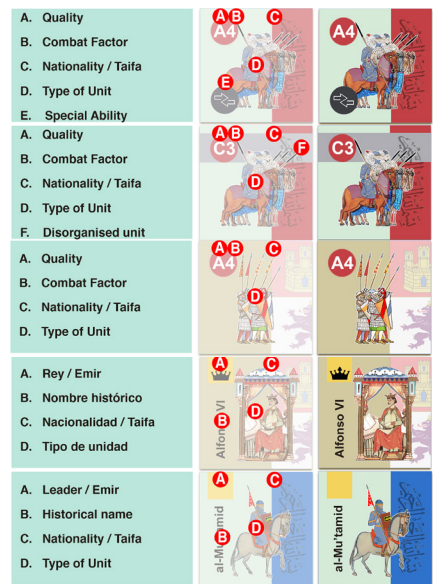 A. Quality
B. Combat Factor
C. Nationality / Taifa
D. Type of Unit
E. Special Ability
A B C
A4
D
E
A4
A. Quality
B. Combat Factor
C. Nationality / Taifa
D. Type of Unit
F. Disorganised unit
A B C
C3
F
D
C3
A. Quality
B. Combat Factor
C. Nationality / Taifa
D. Type of Unit
A B C
A4
D
A4
A. Rey / Emir
B. Nombre histórico
C. Nacionalidad / Taifa
D. Tipo de unidad
A C
B D
Alfonso VI
Alfonso VI
A. Leader / Emir
B. Historical name
C. Nationality / Taifa
D. Type of Unit
A C
B D
al-Mu'tamid
al-Mu'tamid